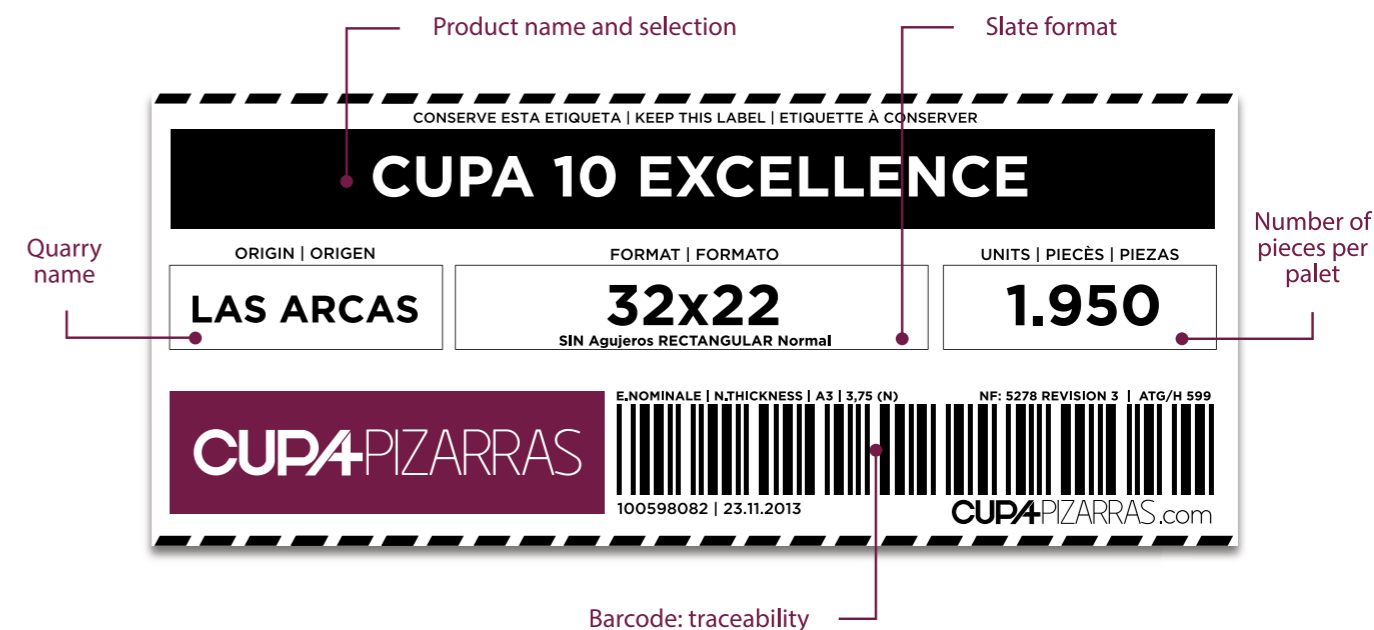 Product name and selection
Slate format
CONSERVE ESTA ETIQUETA | KEEP THIS LABEL | ETIQUETTE À CONSERVER
CUPA 10 EXCELLENCE
Quarry
name
Number of
pieces per
palet
ORIGIN | ORIGEN
LAS ARCAS
FORMAT | FORMATO
32x22
SIN Agujeros RECTANGULAR Normal
UNITS | PIECÈS | PIEZAS
1.950
CUPA PIZARRAS
E.NOMINALE | N.THICKNESS | A3 | 3,75 (N)
NF: 5278 REVISION 3 | ATG/H 599
100598082 | 23.11.2013
CUPA PIZARRAS.com
Barcode: traceability